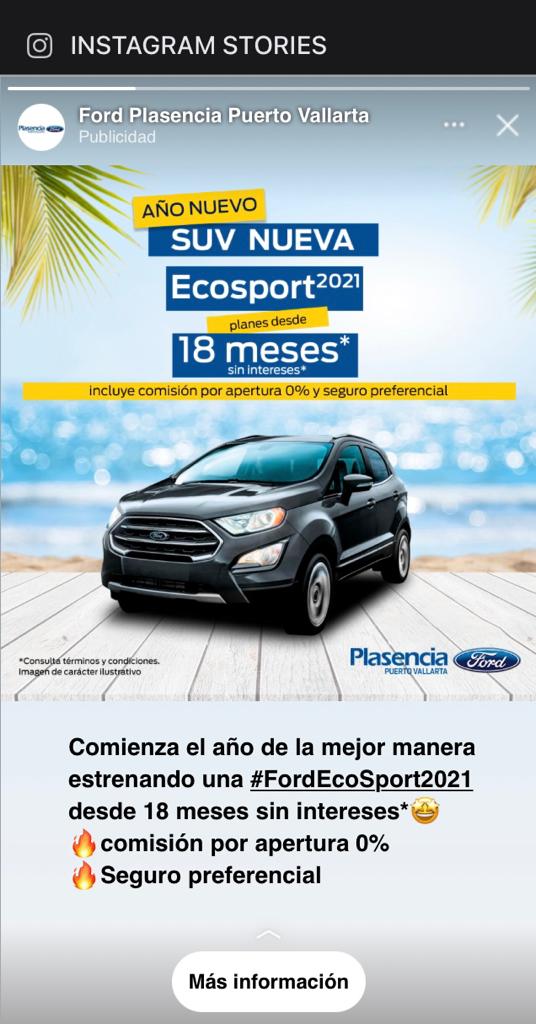 INSTAGRAM STORIES
Plasencia Ford
Ford Plasencia Puerto Vallarta
Publicidad
AÑO NUEVO
SUV NUEVA
Ecosport2021
planes desde
18 meses*
sin intereses*
incluye comisión por apertura 0% y seguro preferencial
Ford
*Consulta términos y condiciones.
Imagen de carácter ilustrativo
Plasencia Ford
PUERTO VALLARTA
Comienza el año de la mejor manera
estrenando una #FordEcoSport2021
desde 18 meses sin intereses*🤩
🔥comisión por apertura 0%
🔥Seguro preferencial
Más información